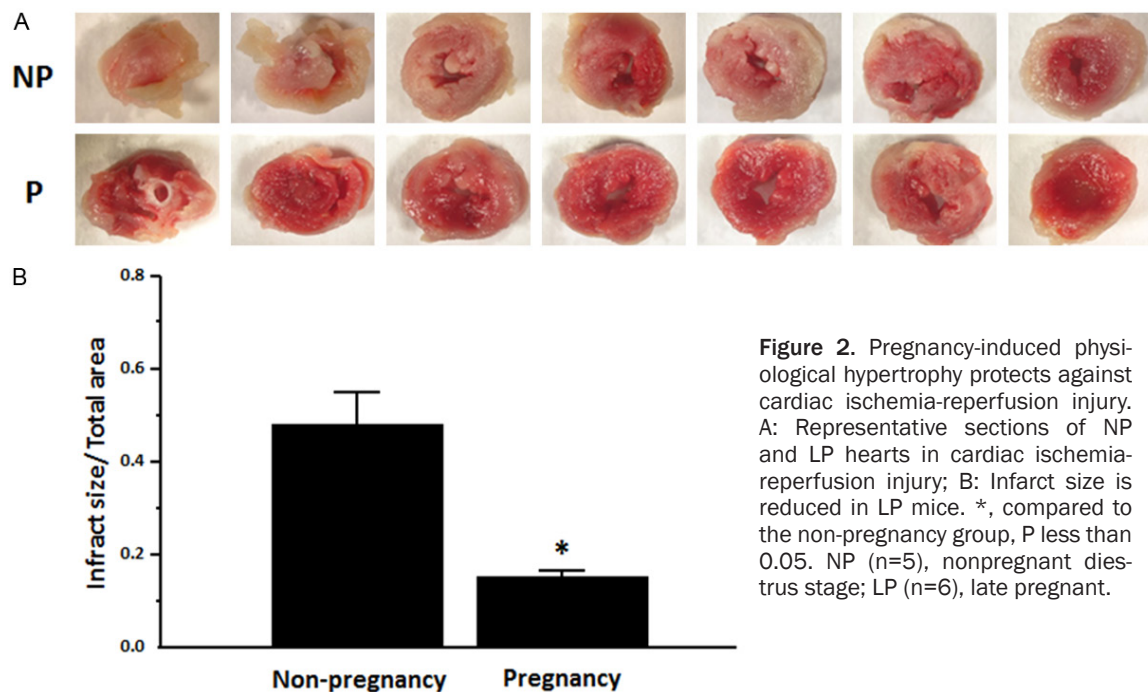 A
NP
P
B
Infract size/Total area
0.8
0.6
0.4
0.2
0.0
*
Non-pregnancy
Pregnancy
Figure 2. Pregnancy-induced physi-
ological hypertrophy protects against
cardiac ischemia-reperfusion injury.
A: Representative sections of NP
and LP hearts in cardiac ischemia-
reperfusion injury; B: Infarct size is
reduced in LP mice. *, compared to
the non-pregnancy group, P less than
0.05. NP (n=5), nonpregnant dies-
trus stage; LP (n=6), late pregnant.